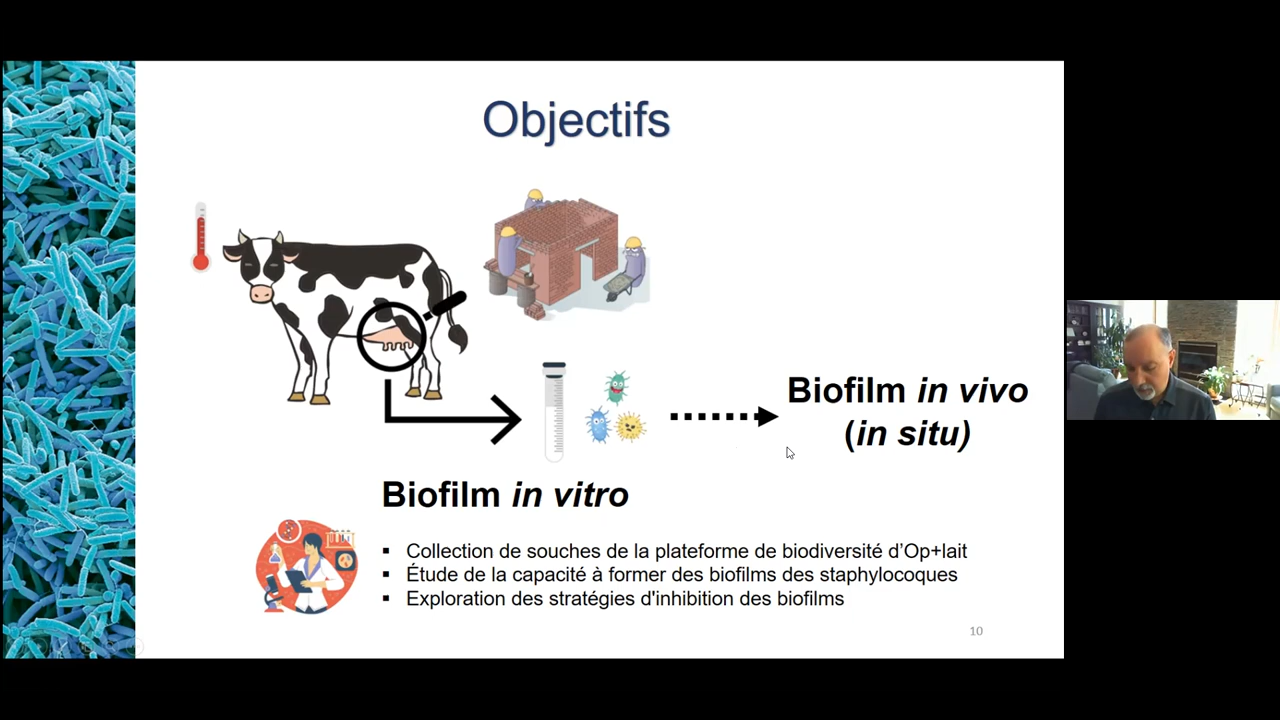 Objectifs
Biofilm in vivo
(in situ)
Biofilm in vitro
▪ Collection de souches de la plateforme de biodiversité d’Op+lait
▪ Étude de la capacité à former des biofilms des staphylocoques
▪ Exploration des stratégies d'inhibition des biofilms
10